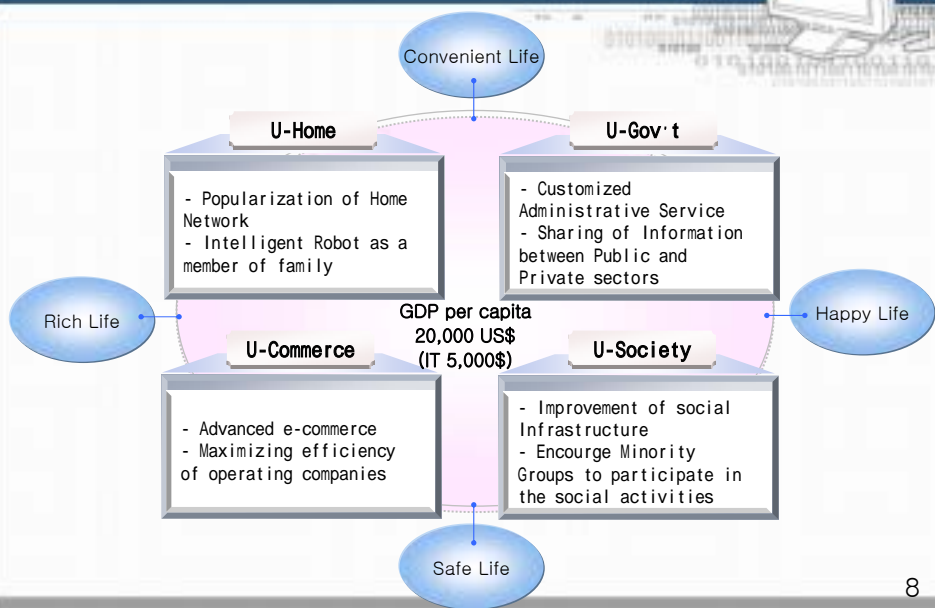 Convenient Life
U-Home
- Popularization of Home
Network
- Intelligent Robot as a
member of family
U-Gov't
- Customized
Administrative Service
- Sharing of Information
between Public and
Private sectors
Rich Life
GDP per capita
20,000 US$
(IT 5,000$)
Happy Life
U-Commerce
- Advanced e-commerce
- Maximizing efficiency
of operating companies
U-Society
- Improvement of social
Infrastructure
- Encourge Minority
Groups to participate in
the social activities
Safe Life
8